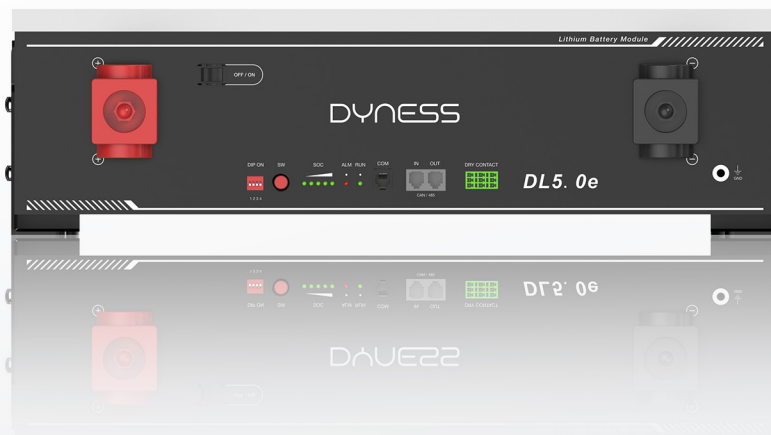 Lithium Battery Module
OFF / ON
DYNESS
DIP ON SW SOC ALM RUN COM IN OUT DRY CONTACT
1 2 3 4
CAN / 485
DL5. 0e
GND